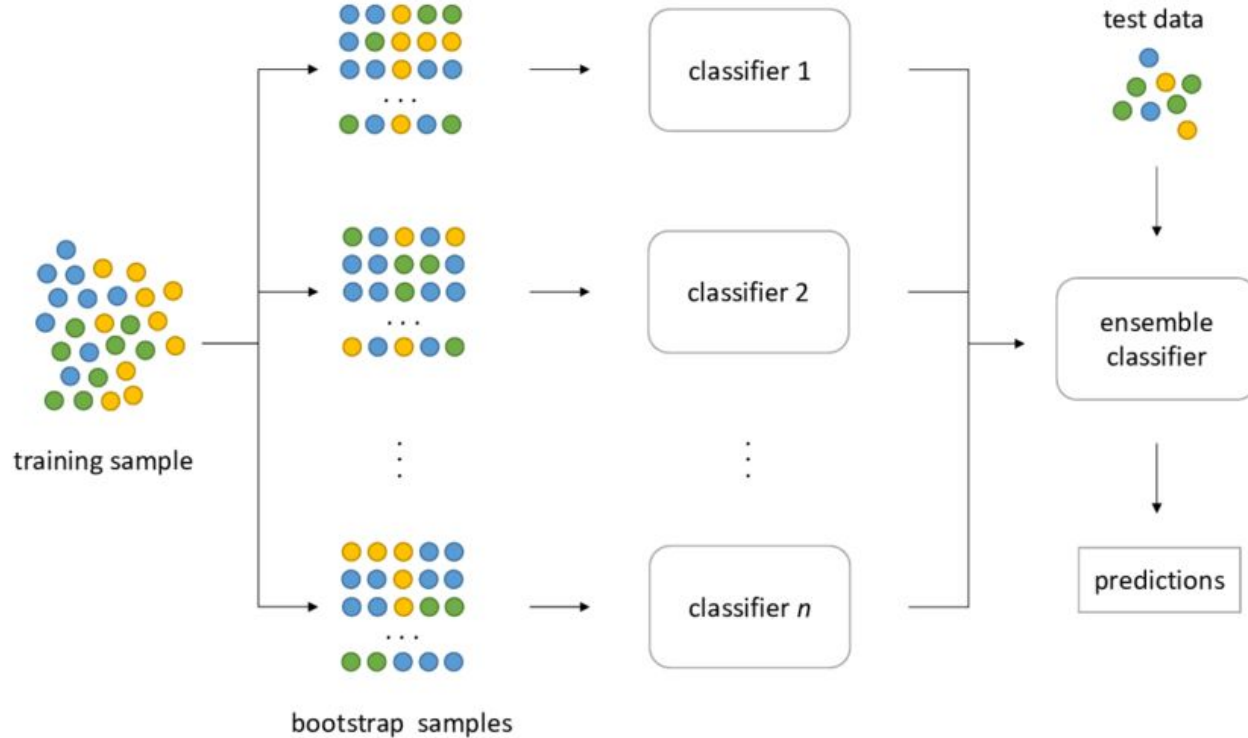 test data
classifier 1
...
classifier 2
...
ensemble
classifier
training sample
...
classifier n
...
predictions
bootstrap samples